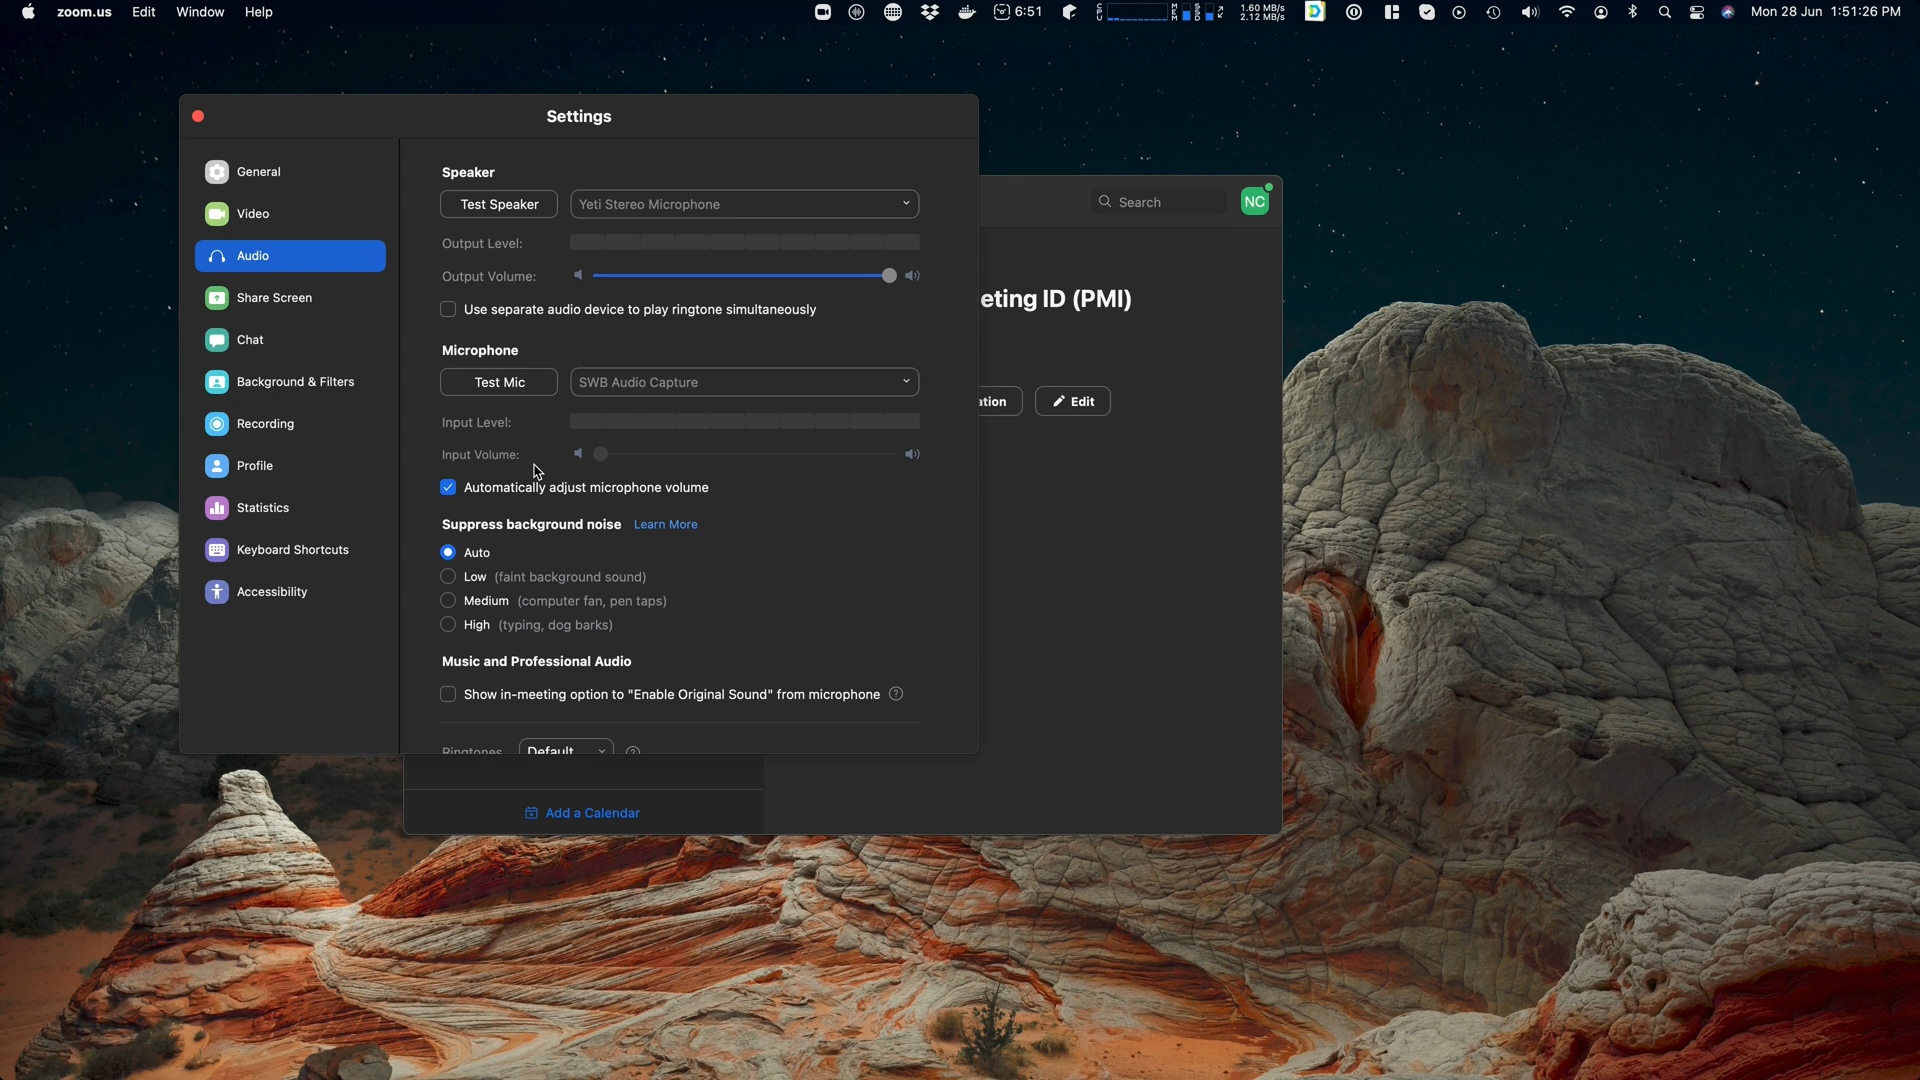 zoom.us Edit Window Help 6:51 CPU MEM SSD 1.60 MB/s Mon 28 Jun 1:51:26 PM
2.12 MB/s
Settings
General
Video
Audio
Share Screen
Chat
Background & Filters
Recording
Profile
Statistics
Keyboard Shortcuts
Accessibility
Speaker
Test Speaker Yeti Stereo Microphone
Output Level:
Output Volume:
Use separate audio device to play ringtone simultaneously
Microphone
Test Mic SWB Audio Capture
Input Level:
Input Volume:
Automatically adjust microphone volume
Suppress background noise Learn More
Auto
Low (faint background sound)
Medium (computer fan, pen taps)
High (typing, dog barks)
Music and Professional Audio
Show in-meeting option to "Enable Original Sound" from microphone
Ringtones Default
Search NC
eting ID (PMI)
ation Edit
Add a Calendar